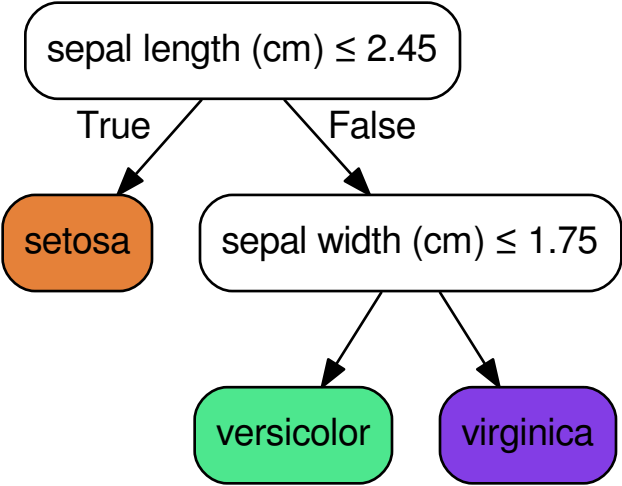 sepal length (cm) ≤ 2.45
True
False
setosa
sepal width (cm) ≤ 1.75
versicolor
virginica